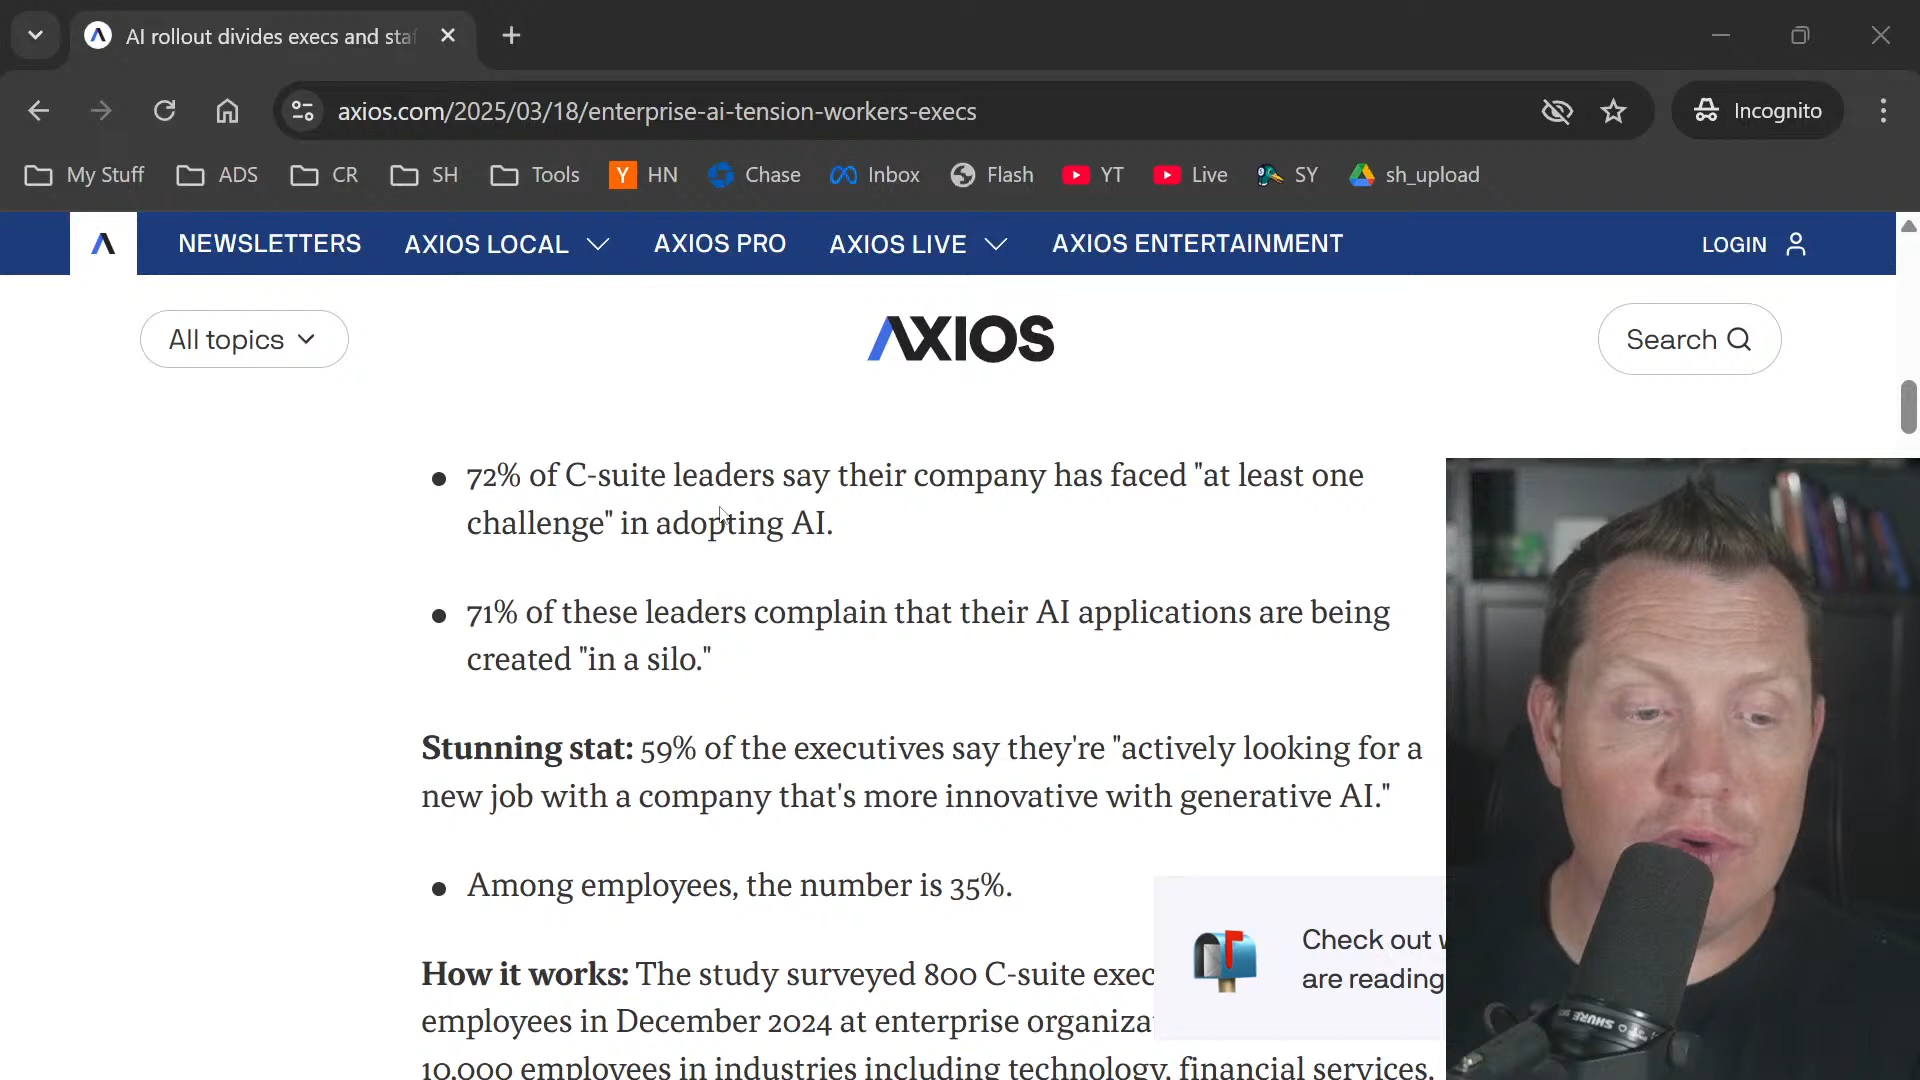 AI rollout divides execs and staf
axios.com/2025/03/18/enterprise-ai-tension-workers-execs
Incognito
My Stuff
ADS
CR
SH
Tools
Y HN
Chase
Inbox
Flash
YT
Live
SY
sh_upload
NEWSLETTERS
AXIOS LOCAL
AXIOS PRO
AXIOS LIVE
AXIOS ENTERTAINMENT
LOGIN
All topics
AXIOS
Search
• 72% of C-suite leaders say their company has faced "at least one
challenge" in adopting AI.
• 71% of these leaders complain that their AI applications are being
created "in a silo."
Stunning stat: 59% of the executives say they're "actively looking for a
new job with a company that's more innovative with generative AI."
• Among employees, the number is 35%.
How it works: The study surveyed 800 C-suite exec
employees in December 2024 at enterprise organiza
10,000 employees in industries including technology, financial services,
Check out
are reading
SHURE